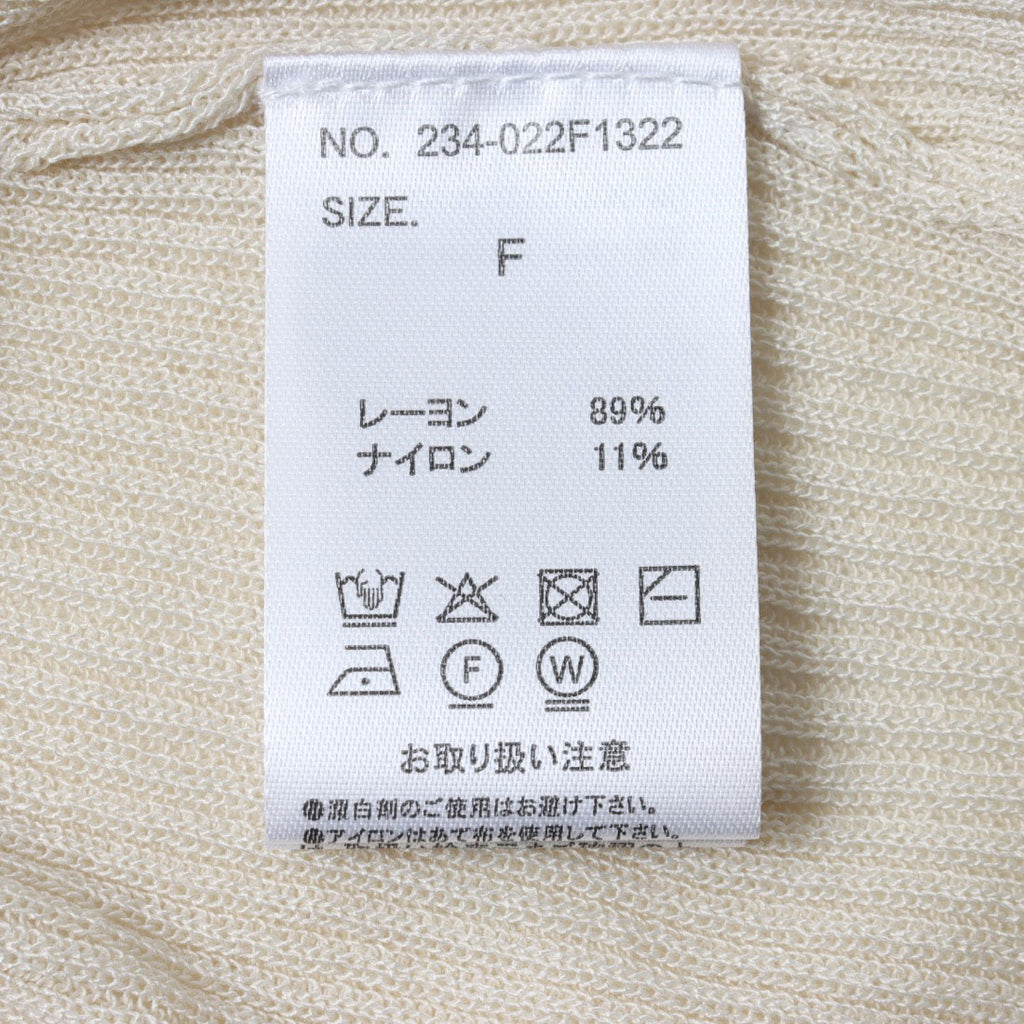 NO. 234-022F1322
SIZE.
F
レーヨン 89%
ナイロン 11%
F W
お取り扱い注意
●漂白剤のご使用はお避け下さい。
●アイロンはあて布を使用して下さい。